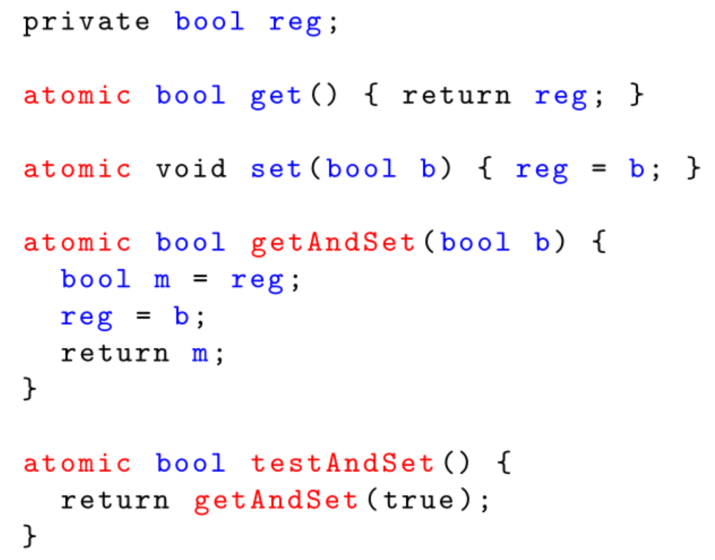 private bool reg;
atomic bool get() { return reg; }
atomic void set(bool b) { reg = b; }
atomic bool getAndSet(bool b) {
bool m = reg;
reg = b;
return m;
}
atomic bool testAndSet() {
return getAndSet(true);
}